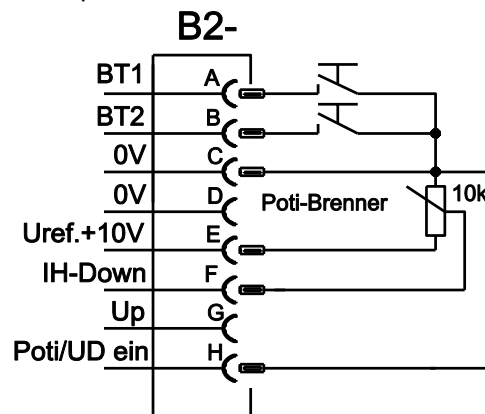 B2-
BT1 A
BT2 B
0V C
0V D Poti-Brenner 10k
Uref.+10V E
IH-Down F
Up G
Poti/UD ein H